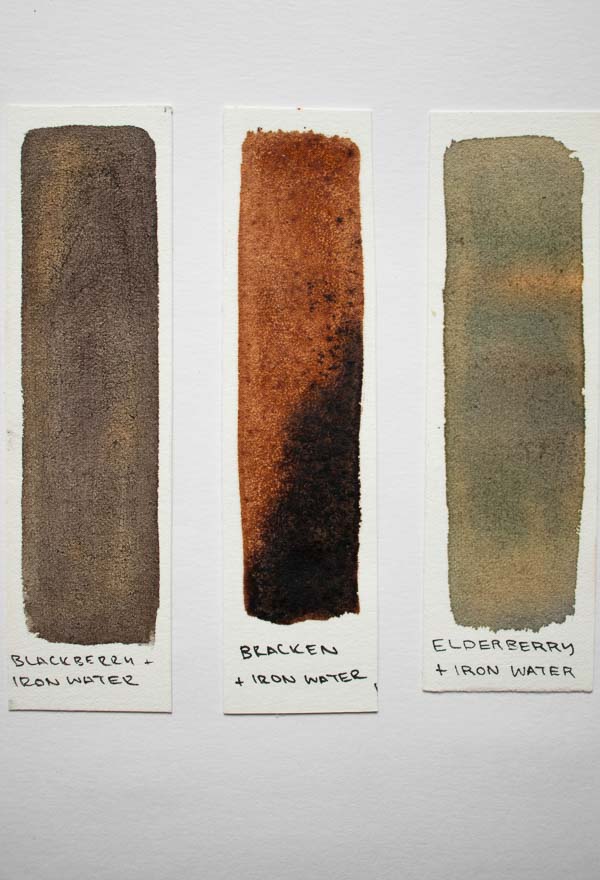 BLACKBERRY +
IRON WATER
BRACKEN
+ IRON WATER
ELDERBERRY
+ IRON WATER